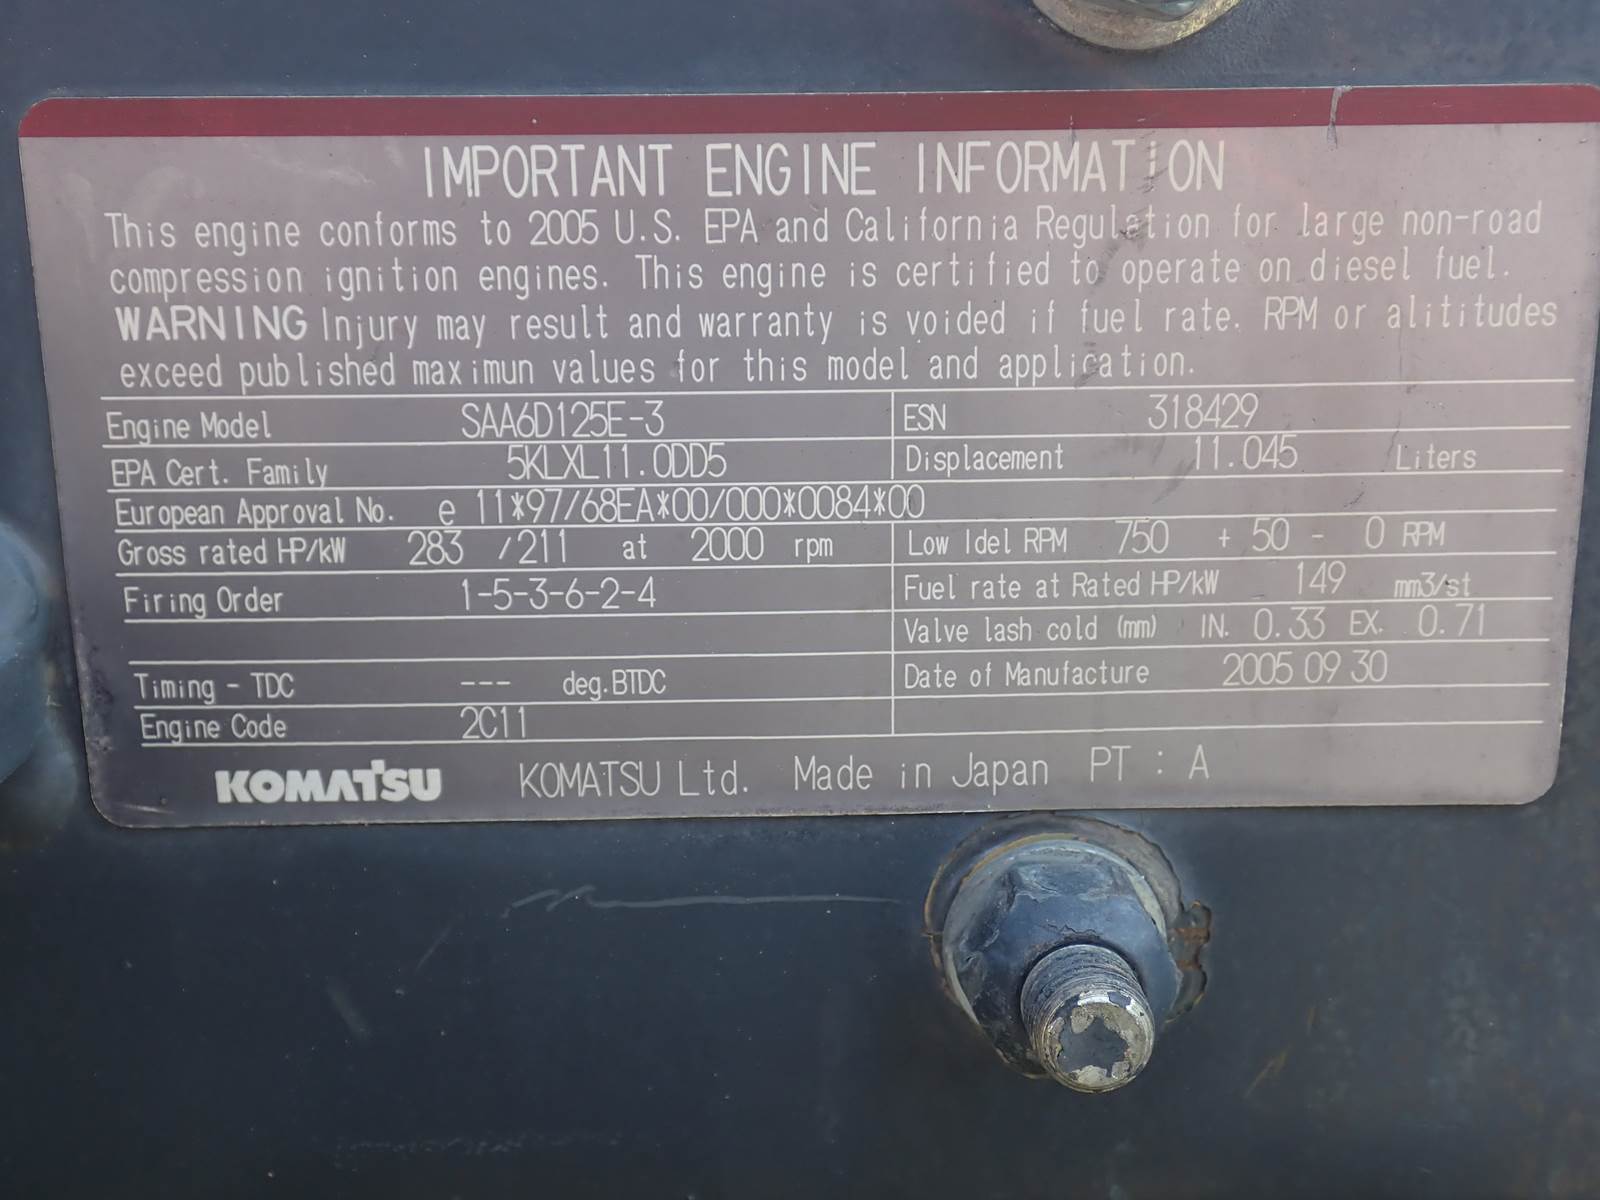 IMPORTANT ENGINE INFORMATION
This engine conforms to 2005 U.S. EPA and California Regulation for large non-road
compression ignition engines. This engine is certified to operate on diesel fuel.
WARNING Injury may result and warranty is voided if fuel rate. RPM or alititudes
exceed published maximun values for this model and application.
Engine Model SAA6D125E-3 ESN 318429
EPA Cert. Family 5KLXL11.0DD5 Displacement 11.045 Liters
European Approval No. e 11*97/68EA*00/000*0084*00
Gross rated HP/kW 283 /211 at 2000 rpm Low Idel RPM 750 + 50 - 0 RPM
Firing Order 1-5-3-6-2-4 Fuel rate at Rated HP/kW 149 mm3/st
Valve lash cold (mm) IN. 0.33 EX. 0.71
Timing - TDC --- deg.BTDC Date of Manufacture 2005 09 30
Engine Code 2C11
KOMATSU KOMATSU Ltd. Made in Japan PT : A